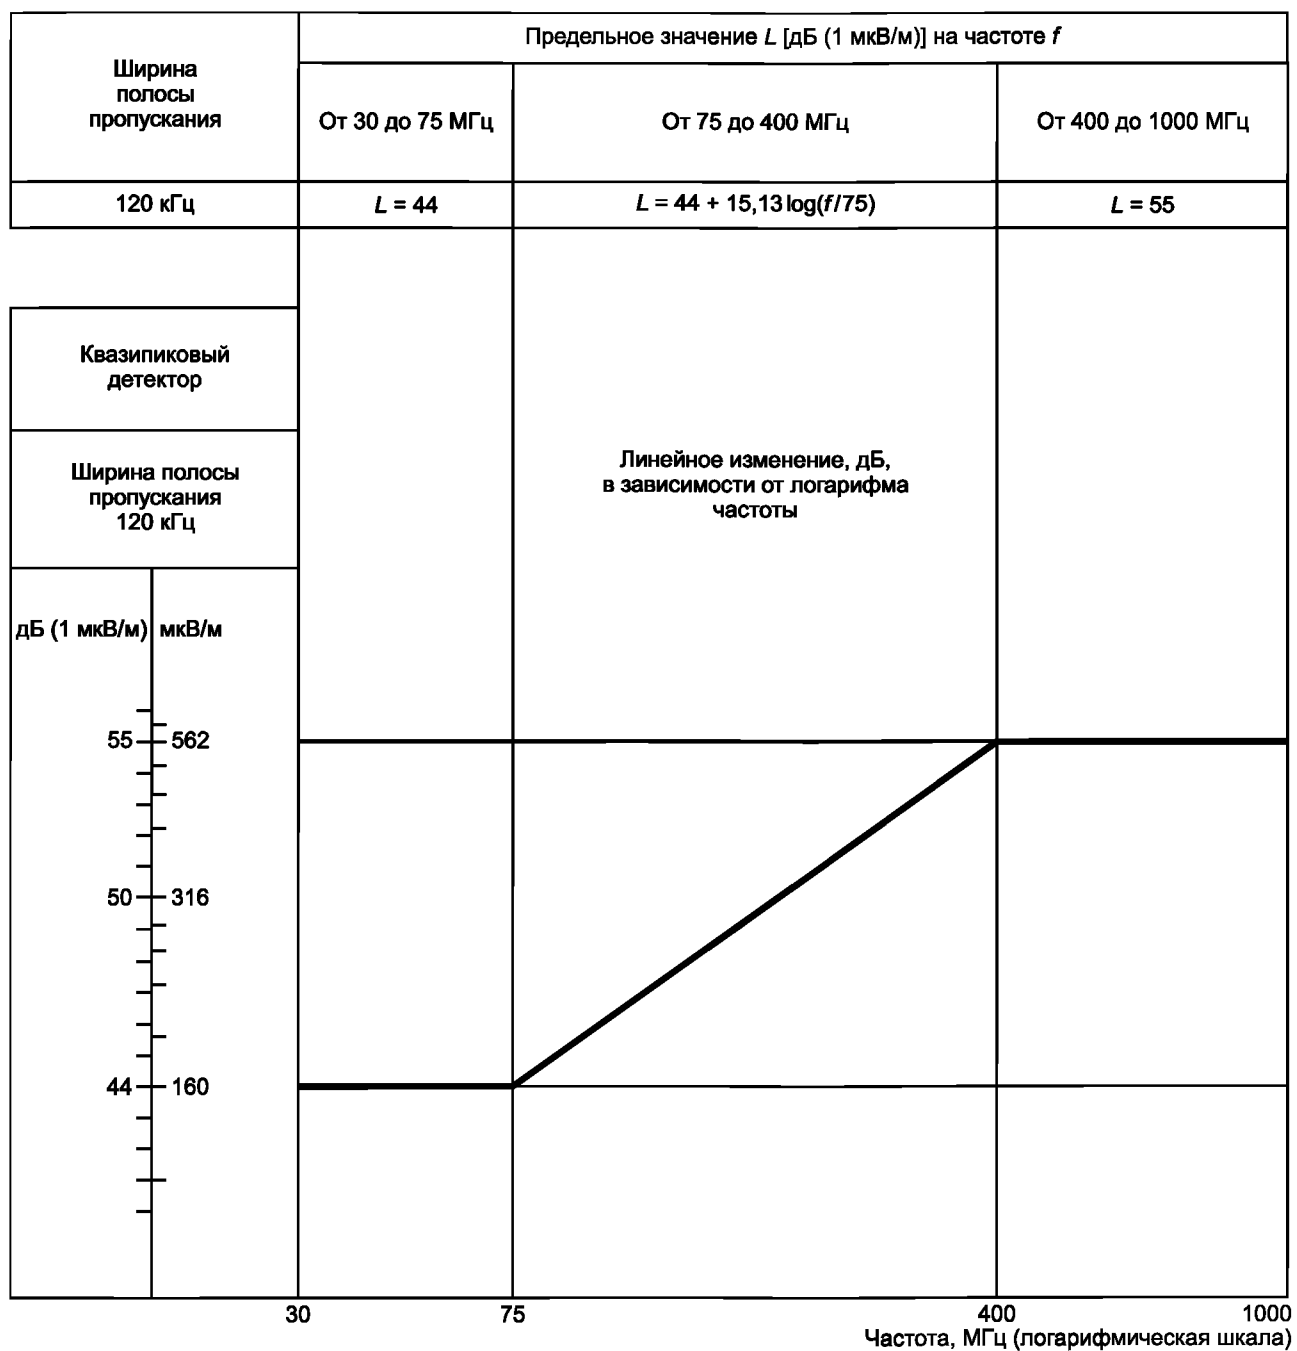 Ширина
полосы
пропускания
Предельное значение L [дБ (1 мкВ/м)] на частоте f
От 30 до 75 МГц
От 75 до 400 МГц
От 400 до 1000 МГц
120 кГц
L = 44
L = 44 + 15,13 log(f/75)
L = 55
Квазипиковый
детектор
Ширина полосы
пропускания
120 кГц
Линейное изменение, дБ,
в зависимости от логарифма
частоты
дБ (1 мкВ/м) мкВ/м
55 562
50 316
44 160
30 75 400 1000
Частота, МГц (логарифмическая шкала)